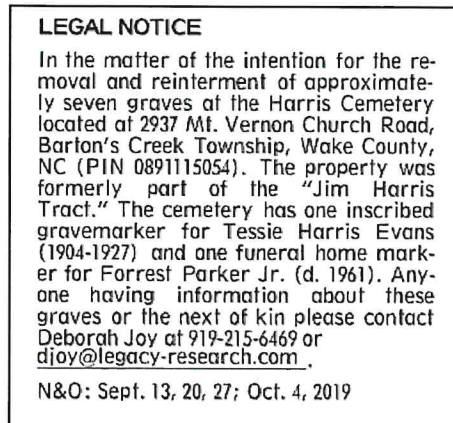 LEGAL NOTICE
In the matter of the intention for the re-
moval and reinterment of approximate-
ly seven graves at the Harris Cemetery
located at 2937 Mt. Vernon Church Road,
Barton's Creek Township, Wake County,
NC (PIN 0891115054). The property was
formerly part of the "Jim Harris
Tract." The cemetery has one inscribed
gravemarker for Tessie Harris Evans
(1904-1927) and one funeral home mark-
er for Forrest Parker Jr. (d. 1961). Any-
one having information about these
graves or the next of kin please contact
Deborah Joy at 919-215-6469 or
djoy@legacy-research.com .
N&O: Sept. 13, 20, 27; Oct. 4, 2019